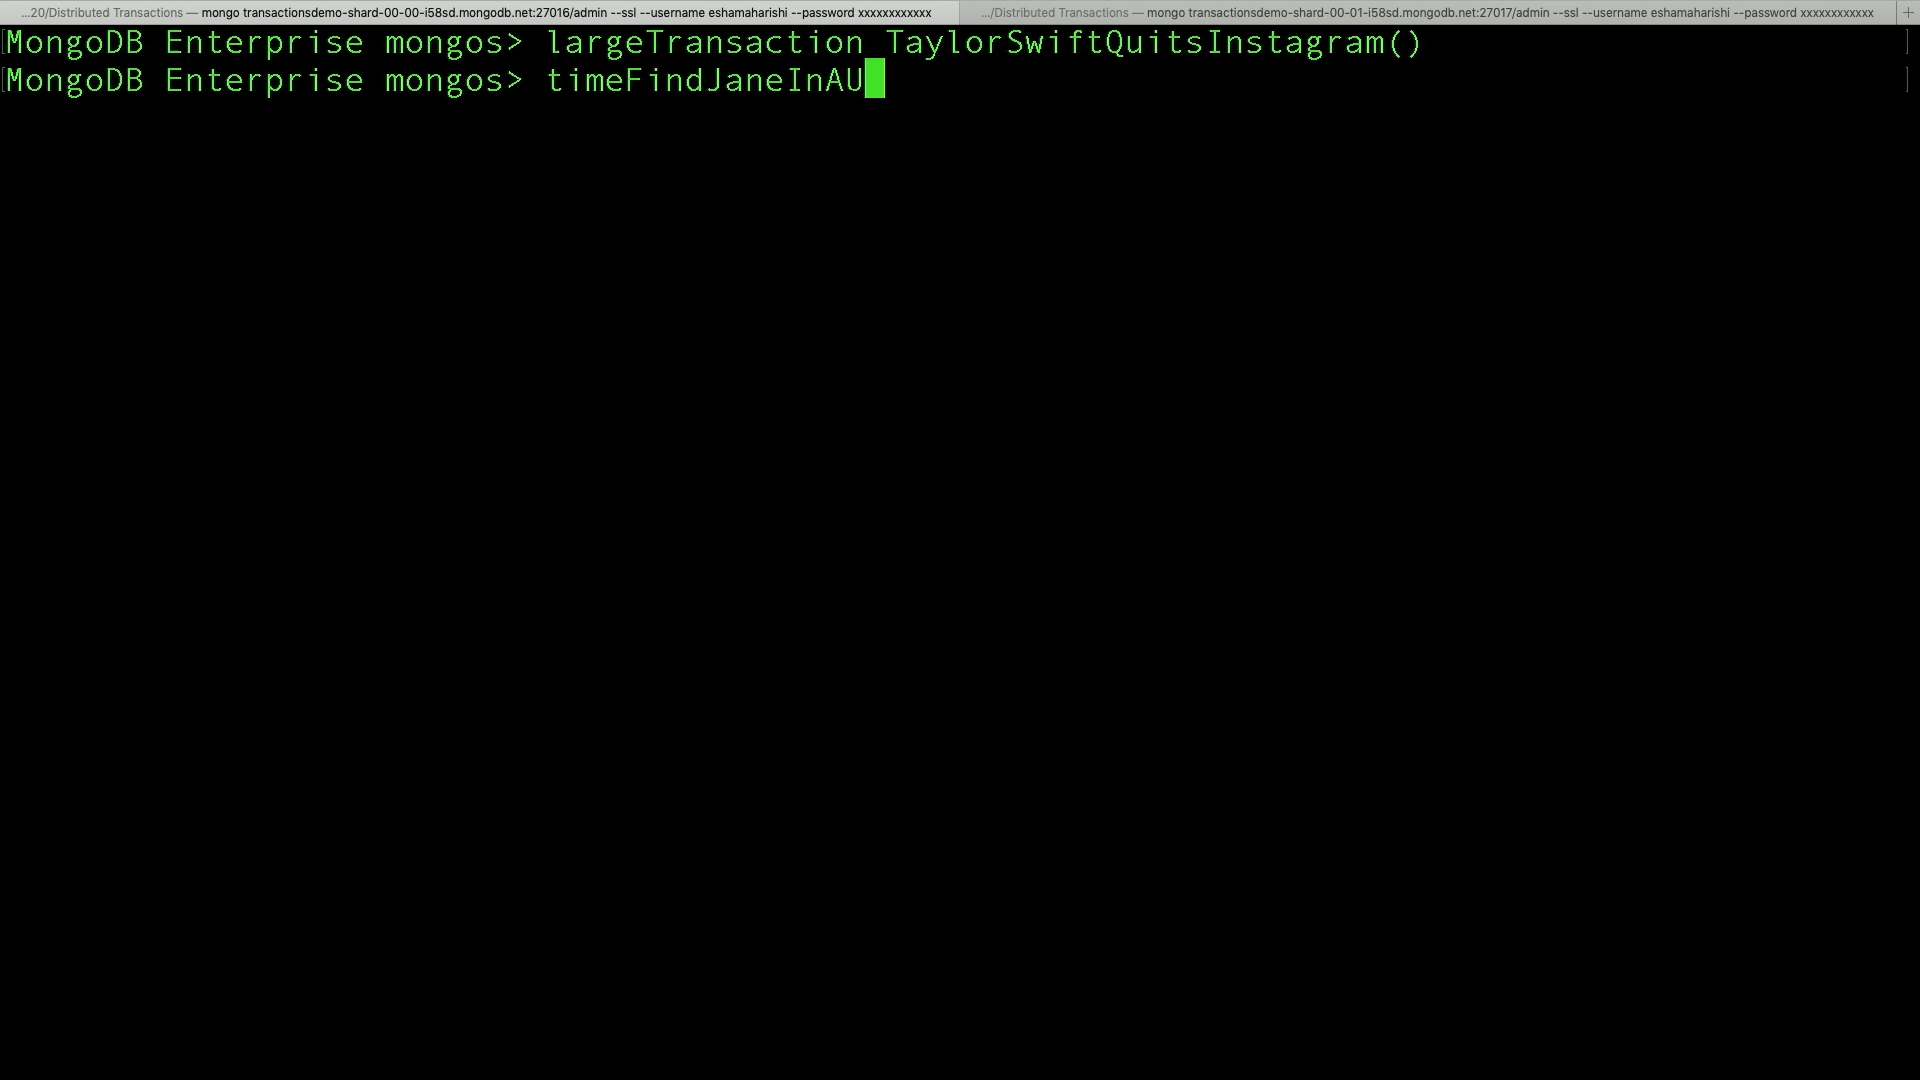 ...20/Distributed Transactions — mongo transactionsdemo-shard-00-00-i58sd.mongodb.net:27016/admin --ssl --username eshamaharishi --password xxxxxxxxxxxx
.../Distributed Transactions — mongo transactionsdemo-shard-00-01-i58sd.mongodb.net:27017/admin --ssl --username eshamaharishi --password xxxxxxxxxxxx
+
[MongoDB Enterprise mongos> largeTransaction_TaylorSwiftQuitsInstagram() ]
[MongoDB Enterprise mongos> timeFindJaneInAU ]